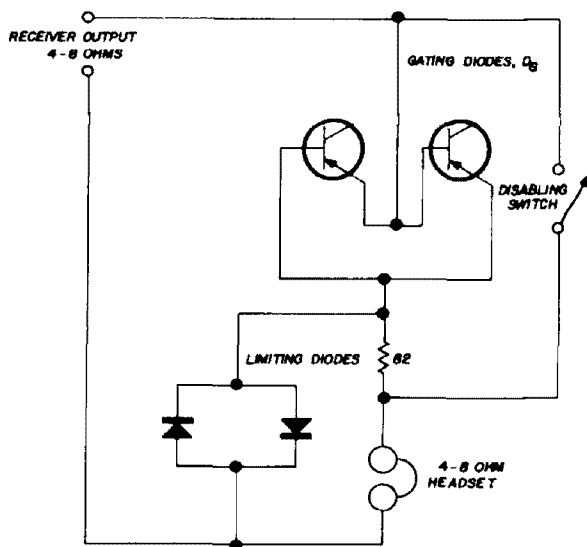 RECEIVER OUTPUT
4-8 OHMS
GATING DIODES, DG
DISABLING
SWITCH
LIMITING DIODES
82
4-8 OHM
HEADSET